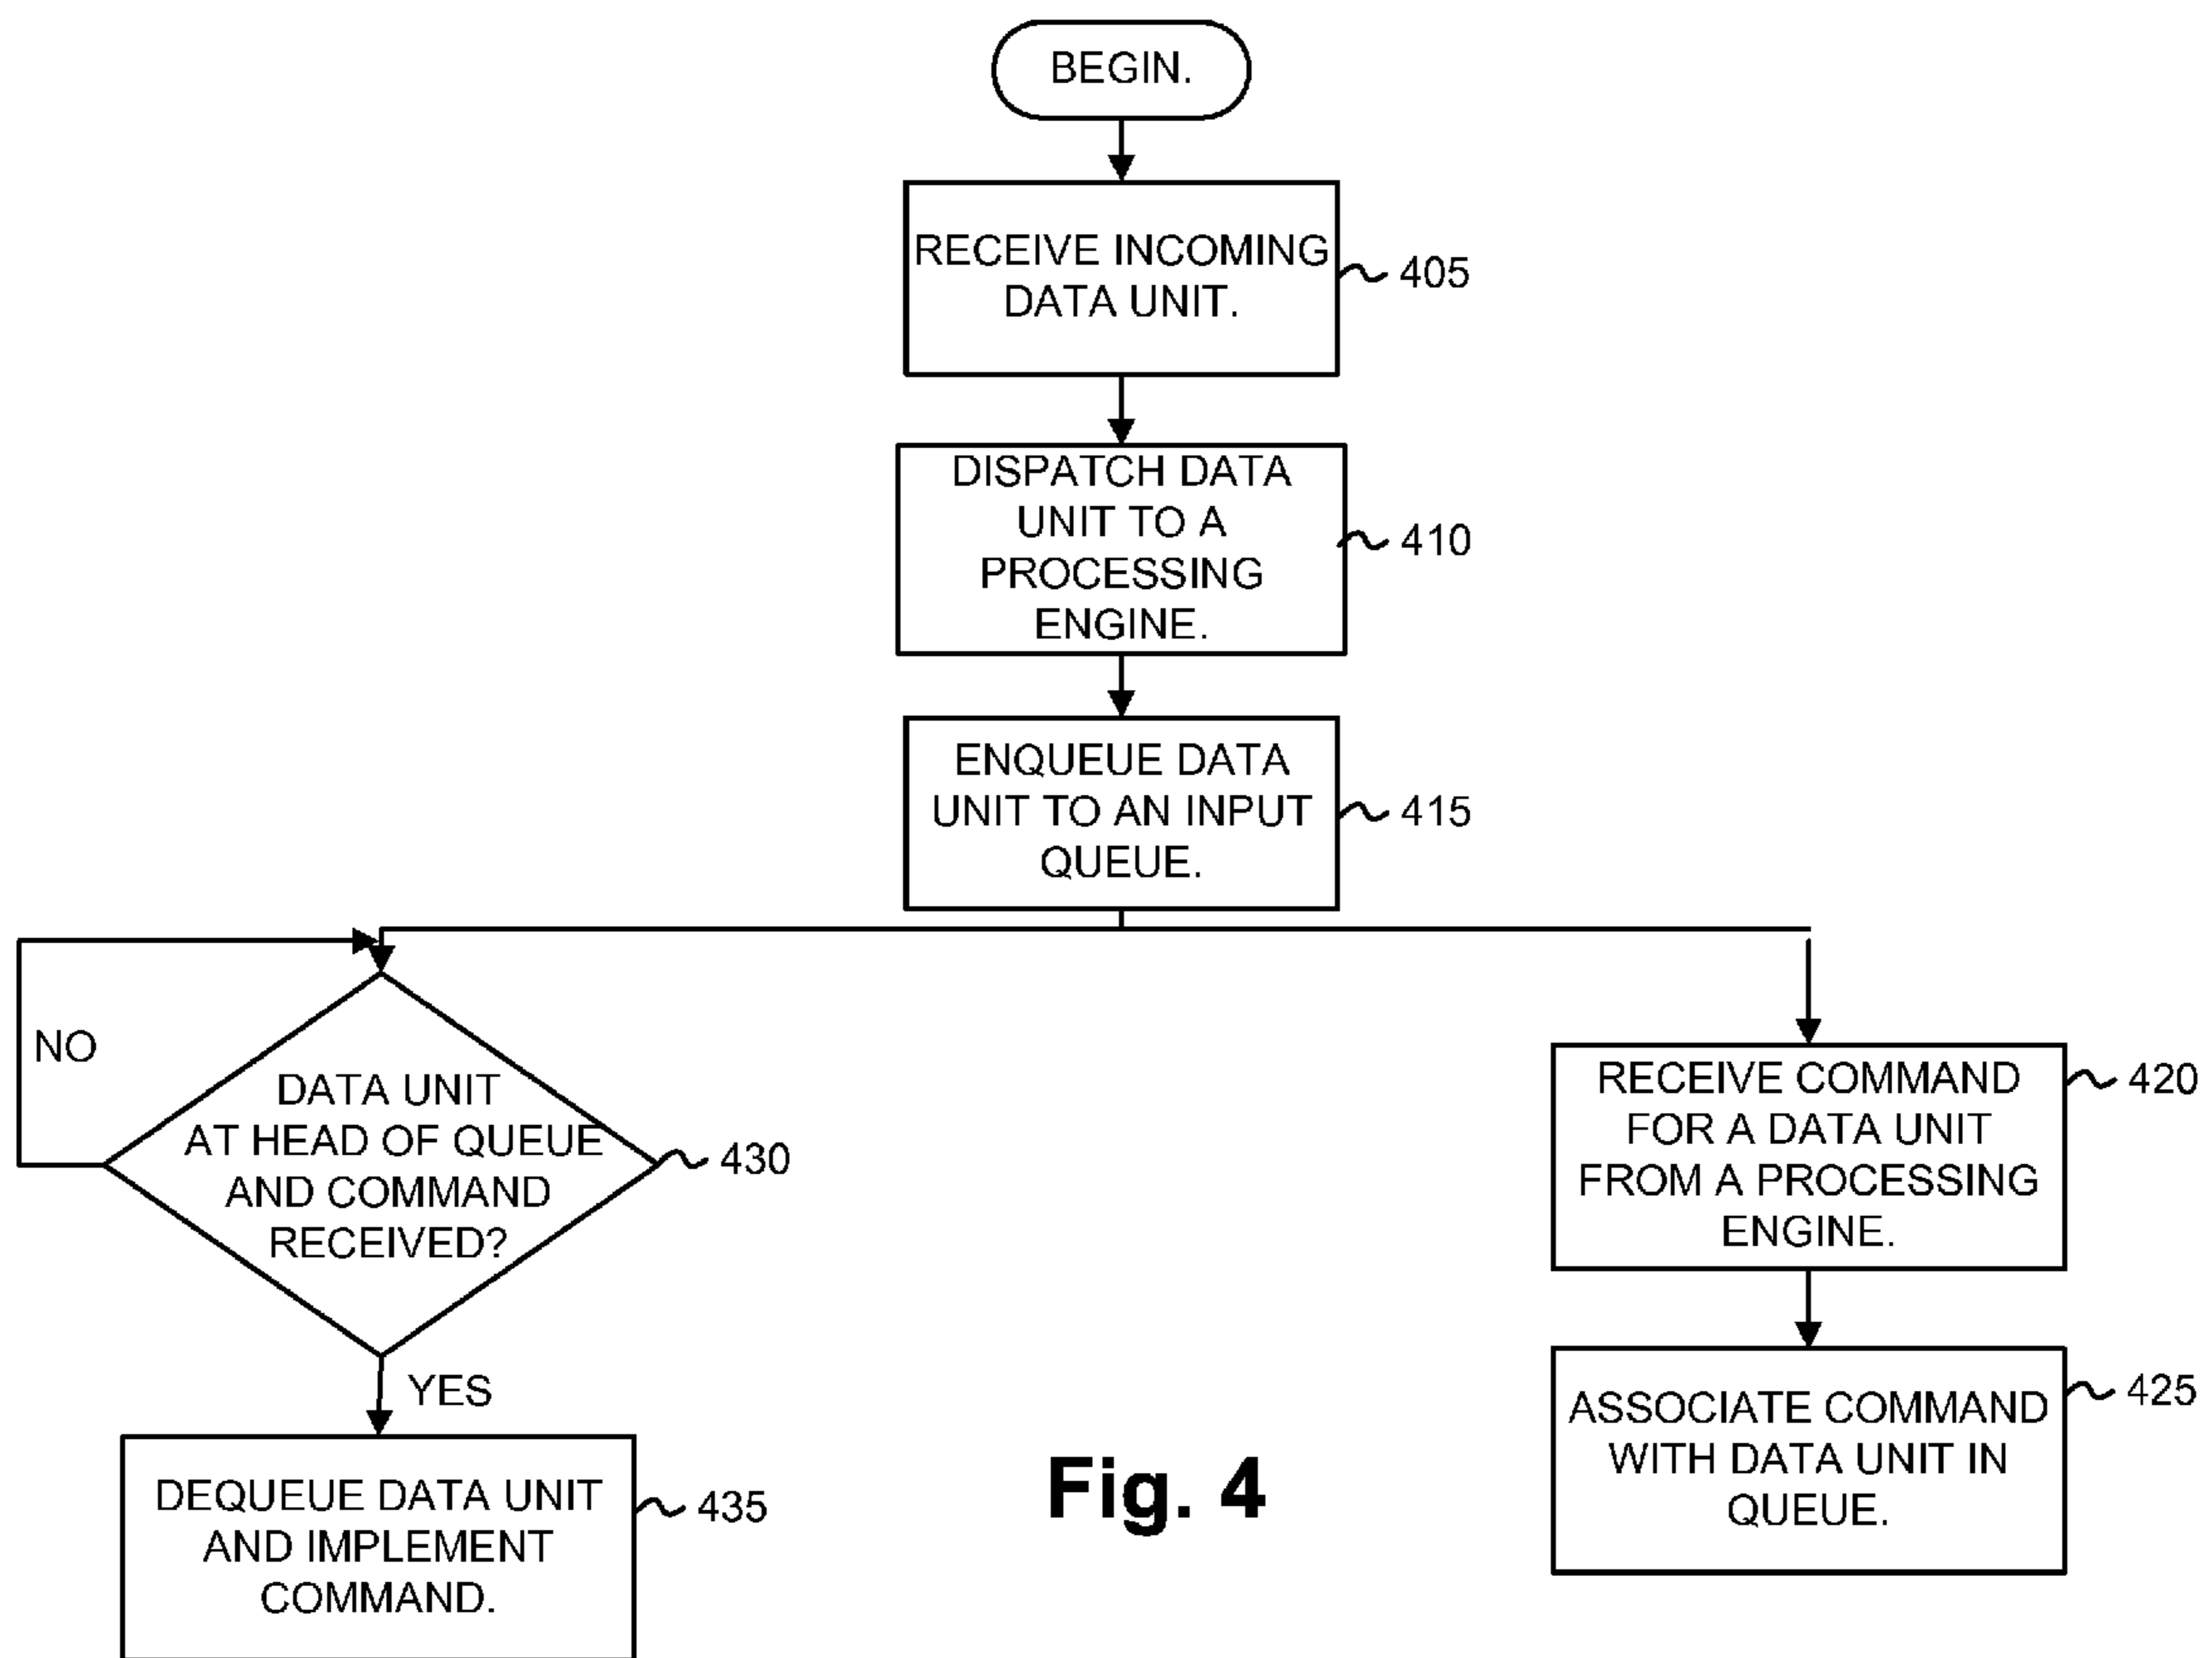 BEGIN.
RECEIVE INCOMING
DATA UNIT.
405
DISPATCH DATA
UNIT TO A
PROCESSING
ENGINE.
410
ENQUEUE DATA
UNIT TO AN INPUT
QUEUE.
415
NO
DATA UNIT
AT HEAD OF QUEUE
AND COMMAND
RECEIVED?
430
YES
DEQUEUE DATA UNIT
AND IMPLEMENT
COMMAND.
435
RECEIVE COMMAND
FOR A DATA UNIT
FROM A PROCESSING
ENGINE.
420
ASSOCIATE COMMAND
WITH DATA UNIT IN
QUEUE.
425
Fig. 4